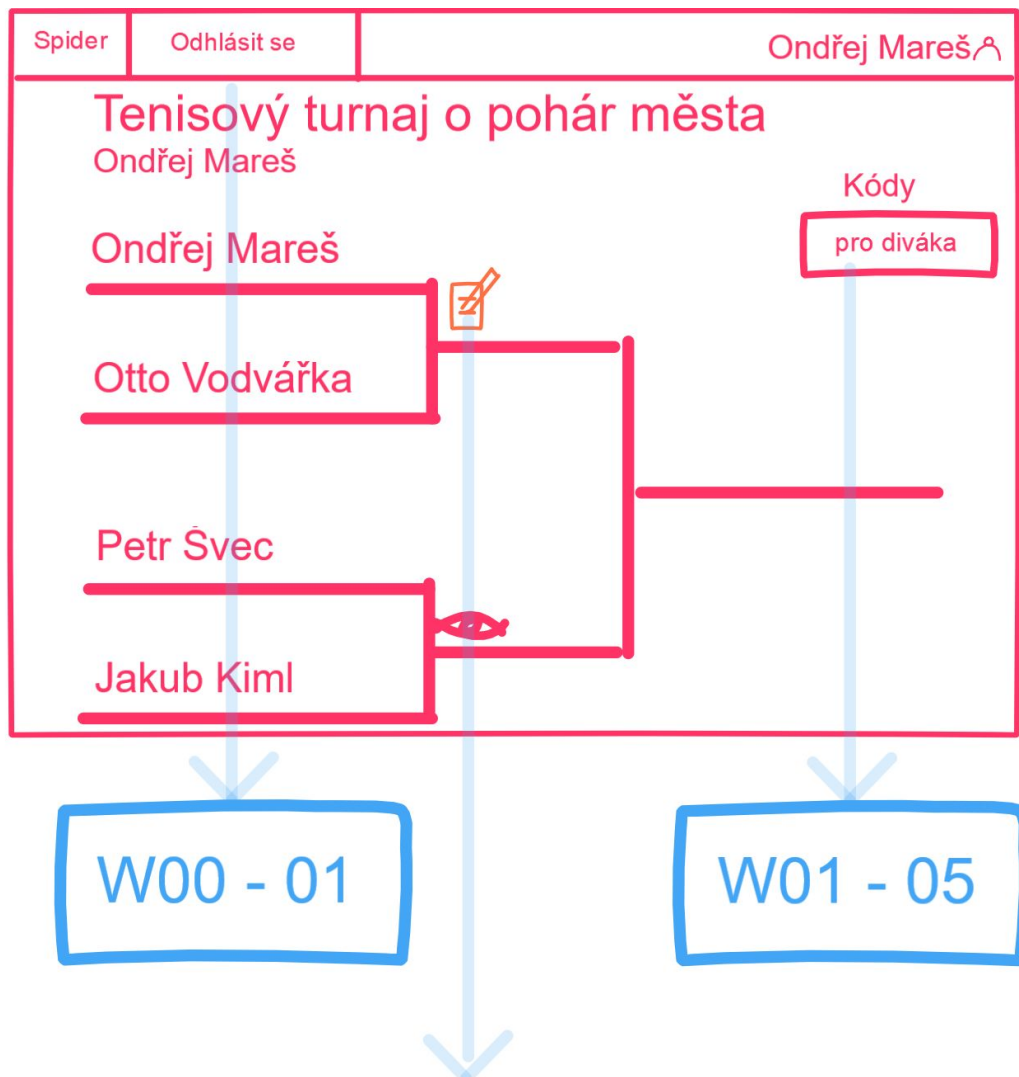 Spider
Odhlásit se
Ondřej Mareš
Tenisový turnaj o pohár města
Ondřej Mareš
Kódy
pro diváka
Ondřej Mareš
Otto Vodvářka
Petr Švec
Jakub Kiml
W00 - 01
W01 - 05